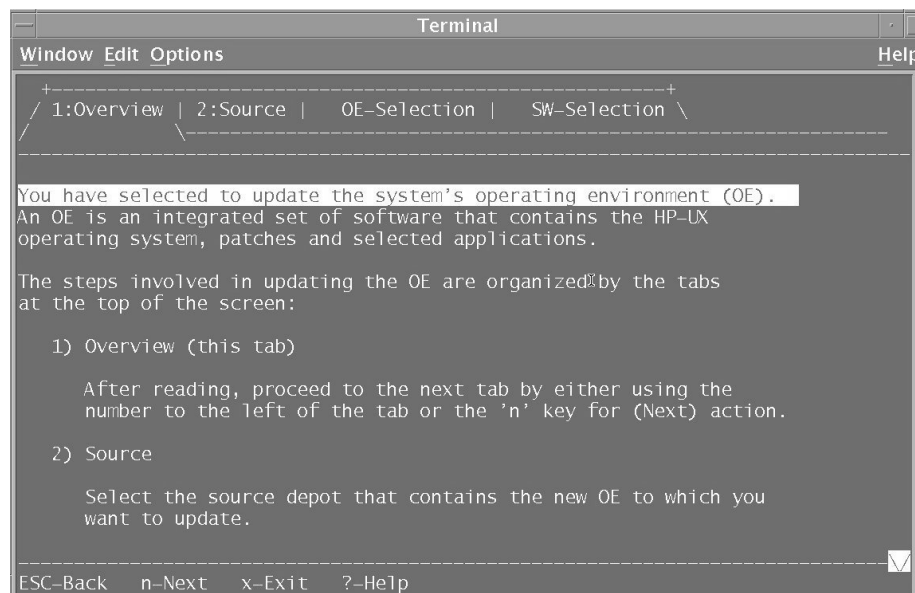 Terminal
Window Edit Options Help
1:Overview | 2:Source | OE-Selection | SW-Selection
You have selected to update the system's operating environment (OE).
An OE is an integrated set of software that contains the HP-UX
operating system, patches and selected applications.
The steps involved in updating the OE are organized by the tabs
at the top of the screen:
1) Overview (this tab)
After reading, proceed to the next tab by either using the
number to the left of the tab or the 'n' key for (Next) action.
2) Source
Select the source depot that contains the new OE to which you
want to update.
ESC-Back n-Next x-Exit ?-Help